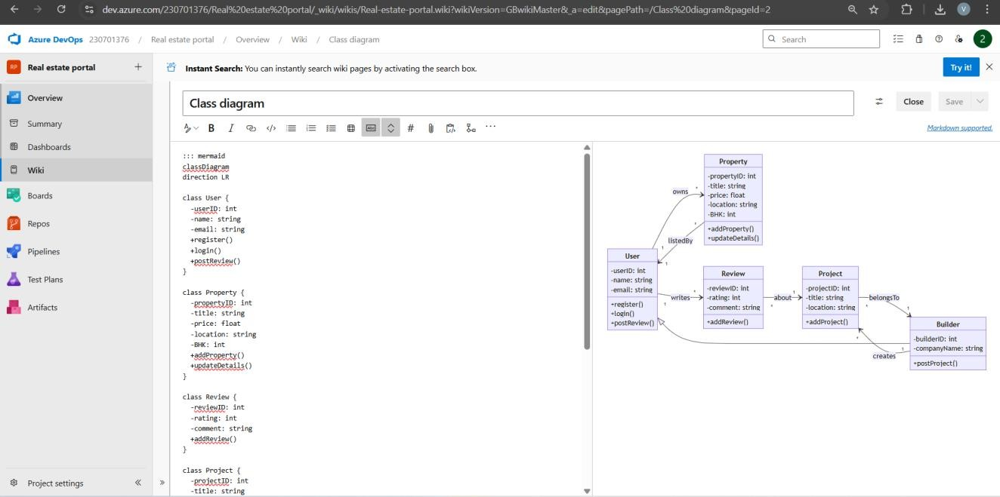 dev.azure.com/230701376/Real%20estate%20portal/_wiki/wikis/Real-estate-portal.wiki?wikiVersion=GBwikiMaster&_a=edit&pagePath=/Class%20diagram&pageId=2
V
Azure DevOps 230701376 / Real estate portal / Overview / Wiki / Class diagram
Search
2
RP Real estate portal +
Overview
Summary
Dashboards
Wiki
Boards
Repos
Pipelines
Test Plans
Artifacts
Project settings
Instant Search: You can instantly search wiki pages by activating the search box.
Try it!
Class diagram
Close
Save
B I </> Abc # ...
Markdown supported.
::: mermaid
classDiagram
direction LR
class User {
-userID: int
-name: string
-email: string
+register()
+login()
+postReview()
}
class Property {
-propertyID: int
-title: string
-price: float
-location: string
-BHK: int
+addProperty()
+updateDetails()
}
class Review {
-reviewID: int
-rating: int
-comment: string
+addReview()
}
class Project {
-projectID: int
-title: string
Property
-propertyID: int
-title: string
-price: float
-location: string
-BHK: int
+addProperty()
+updateDetails()
owns
*
1
listedBy
*
1
User
-userID: int
-name: string
-email: string
+register()
+login()
+postReview()
writes
*
1
Review
-reviewID: int
-rating: int
-comment: string
+addReview()
about
1
*
Project
-projectID: int
-title: string
-location: string
+addProject()
belongsTo
*
1
Builder
-builderID: int
-companyName: string
+postProject()
creates
*
1